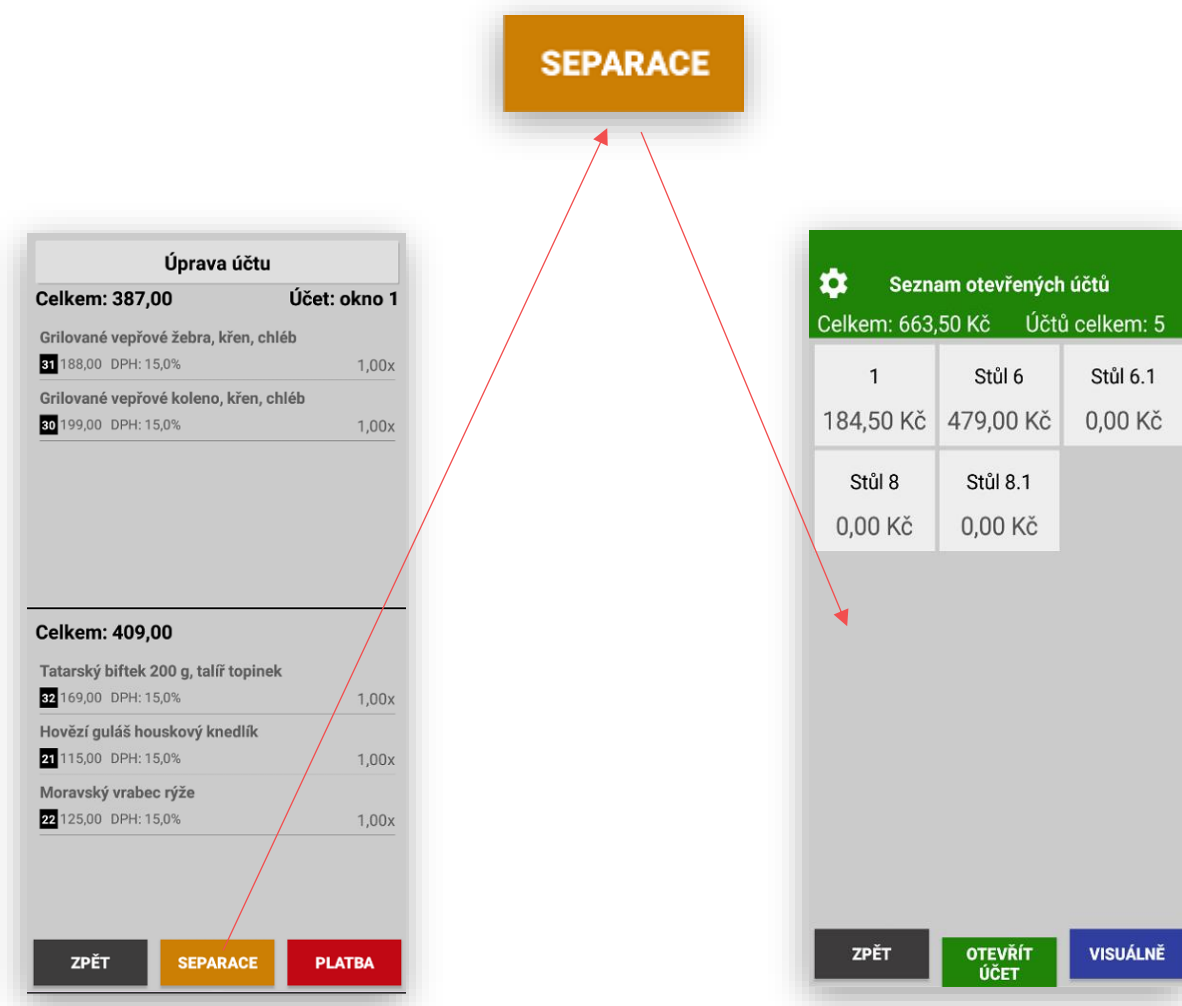 SEPARACE
Úprava účtu
Celkem: 387,00 Účet: okno 1
Grilované vepřové žebra, křen, chléb
31 188,00 DPH: 15,0% 1,00x
Grilované vepřové koleno, křen, chléb
30 199,00 DPH: 15,0% 1,00x
Celkem: 409,00
Tatarský biftek 200 g, talíř topinek
32 169,00 DPH: 15,0% 1,00x
Hovězí guláš houskový knedlík
21 115,00 DPH: 15,0% 1,00x
Moravský vrabec rýže
22 125,00 DPH: 15,0% 1,00x
ZPĚT SEPARACE PLATBA
Seznam otevřených účtů
Celkem: 663,50 Kč Účtů celkem: 5
1 Stůl 6 Stůl 6.1
184,50 Kč 479,00 Kč 0,00 Kč
Stůl 8 Stůl 8.1
0,00 Kč 0,00 Kč
ZPĚT OTEVŘÍT VISUÁLNĚ
ÚČET